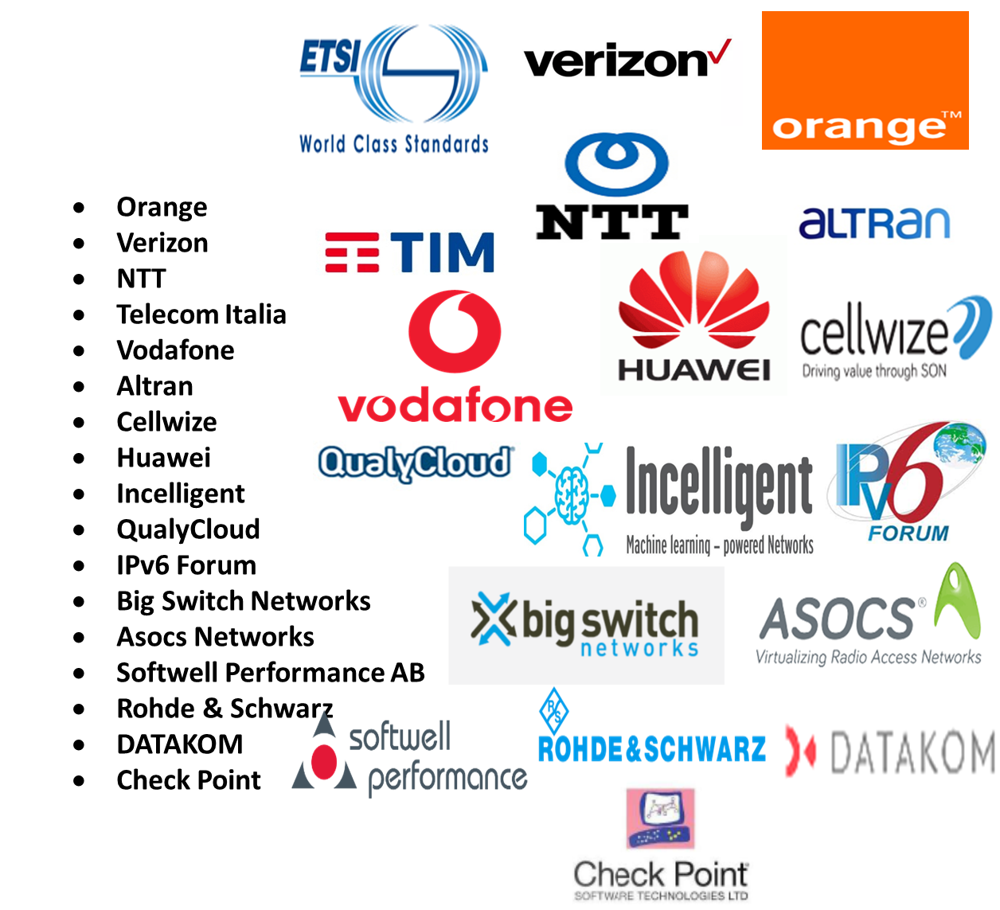 ETSI
World Class Standards
verizon
orange™
NTT
aLTRan
TIM
HUAWEI
cellwize
Driving value through SON
vodafone
• Orange
• Verizon
• NTT
• Telecom Italia
• Vodafone
• Altran
• Cellwize
• Huawei
• Incelligent
• QualyCloud
• IPv6 Forum
• Big Switch Networks
• Asocs Networks
• Softwell Performance AB
• Rohde & Schwarz
• DATAKOM
• Check Point
QualyCloud
Incelligent
Machine learning – powered Networks
IPv6
FORUM
big switch
networks
ASOCS®
Virtualizing Radio Access Networks
softwell
performance
RS
ROHDE&SCHWARZ
DATAKOM
Check Point
SOFTWARE TECHNOLOGIES LTD